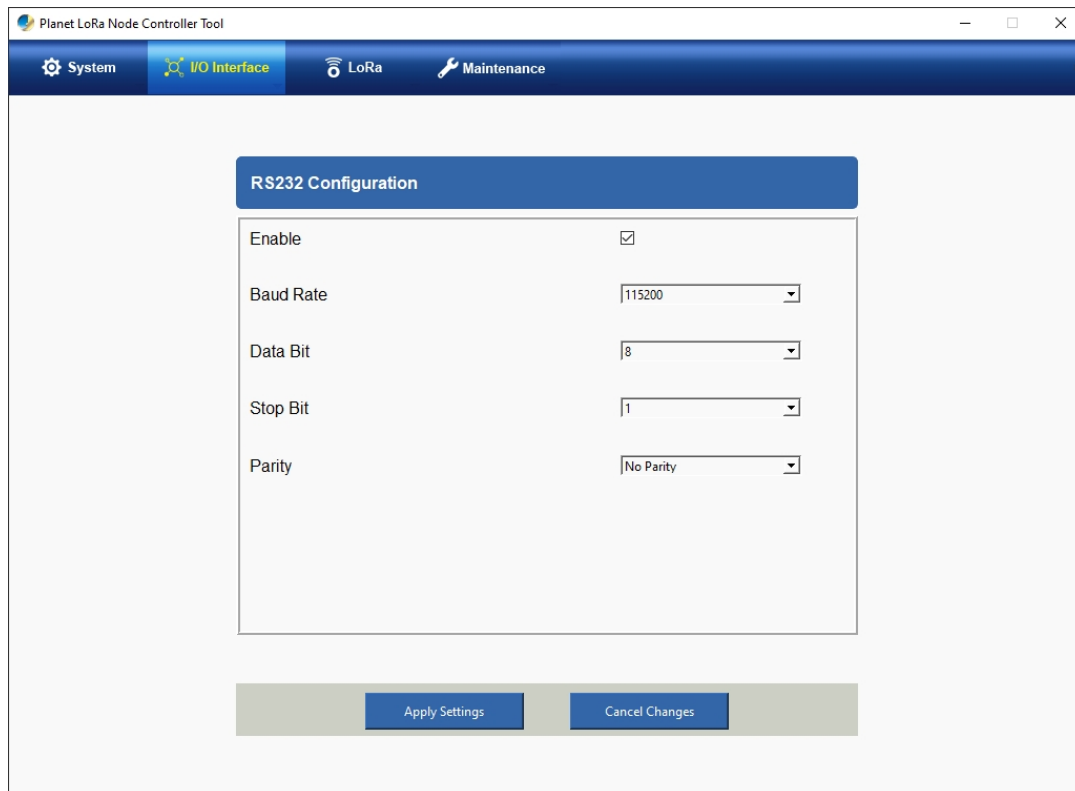 Planet LoRa Node Controller Tool
System I/O Interface LoRa Maintenance
RS232 Configuration
Enable
Baud Rate 115200
Data Bit 8
Stop Bit 1
Parity No Parity
Apply Settings Cancel Changes